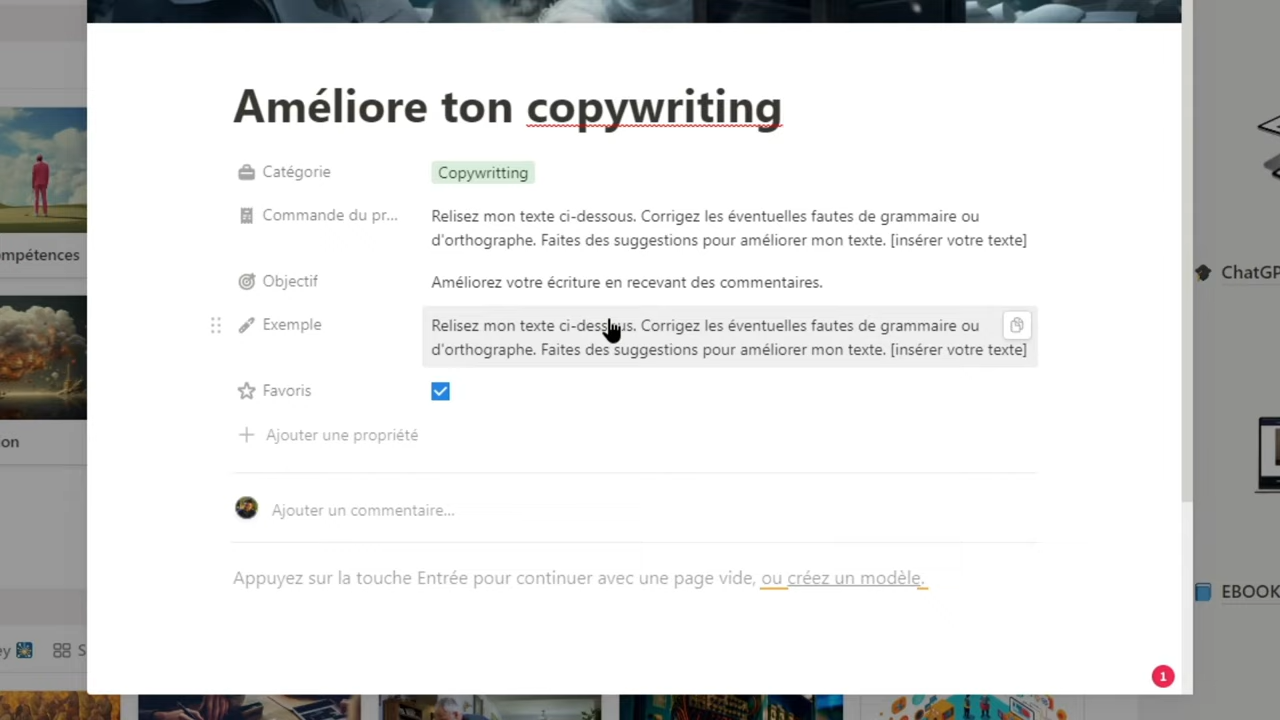 Améliore ton copywriting
Catégorie
Copywritting
Commande du pr...
Relisez mon texte ci-dessous. Corrigez les éventuelles fautes de grammaire ou
d'orthographe. Faites des suggestions pour améliorer mon texte. [insérer votre texte]
Objectif
Améliorez votre écriture en recevant des commentaires.
Exemple
Relisez mon texte ci-dessous. Corrigez les éventuelles fautes de grammaire ou
d'orthographe. Faites des suggestions pour améliorer mon texte. [insérer votre texte]
Favoris
Ajouter une propriété
Ajouter un commentaire...
Appuyez sur la touche Entrée pour continuer avec une page vide, ou créez un modèle.
mpétences
on
ey
S
ChatGP
EBOOK
1